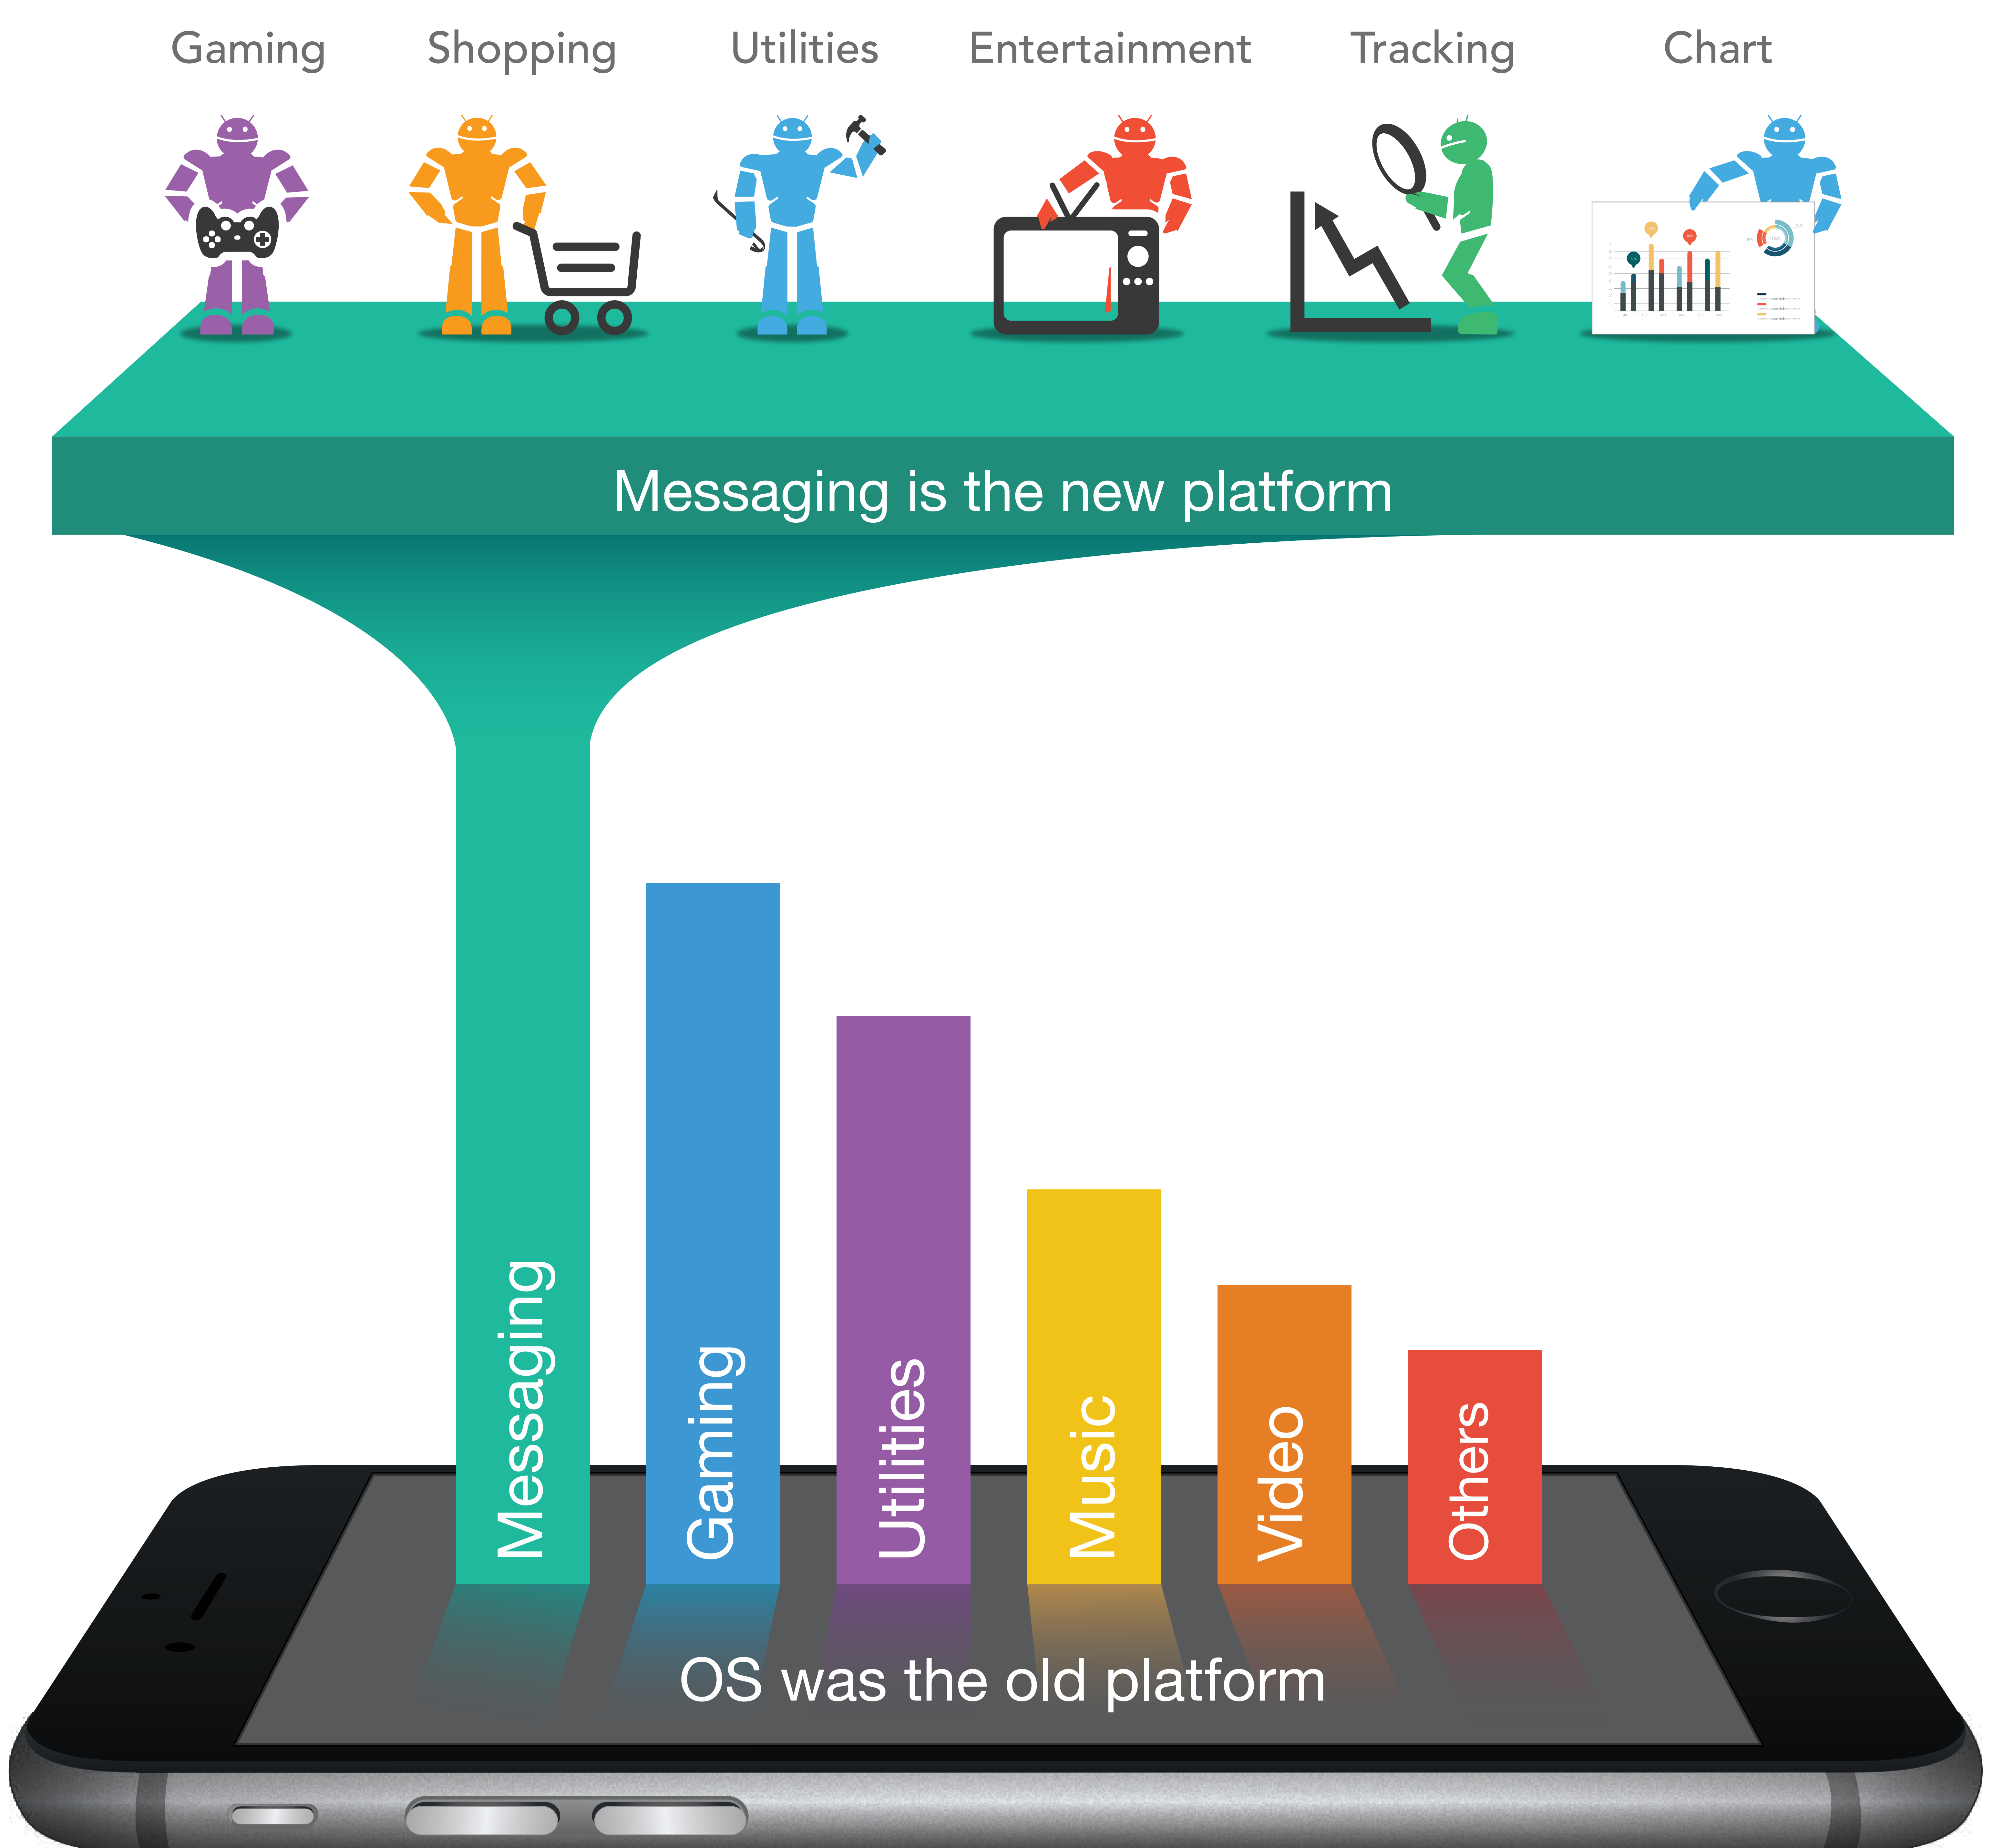 Gaming
Shopping
Utilities
Entertainment
Tracking
Chart
Messaging is the new platform
Messaging
Gaming
Utilities
Music
Video
Others
OS was the old platform